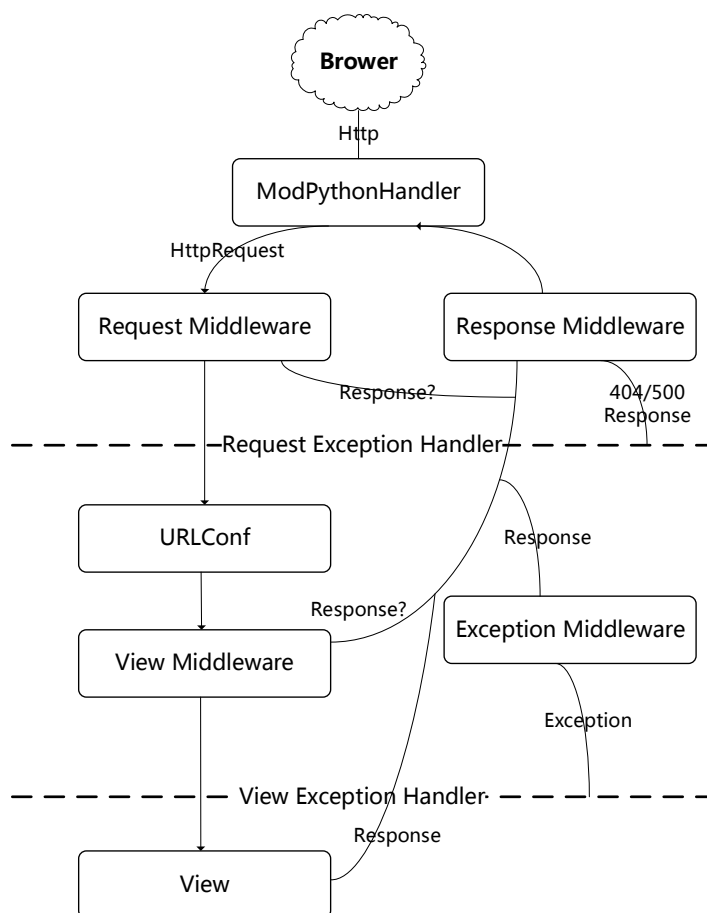 Brower
Http
ModPythonHandler
HttpRequest
Request Middleware
Response Middleware
Response?
404/500
Response
Request Exception Handler
URLConf
Response
Response?
View Middleware
Exception Middleware
Exception
View Exception Handler
Response
View